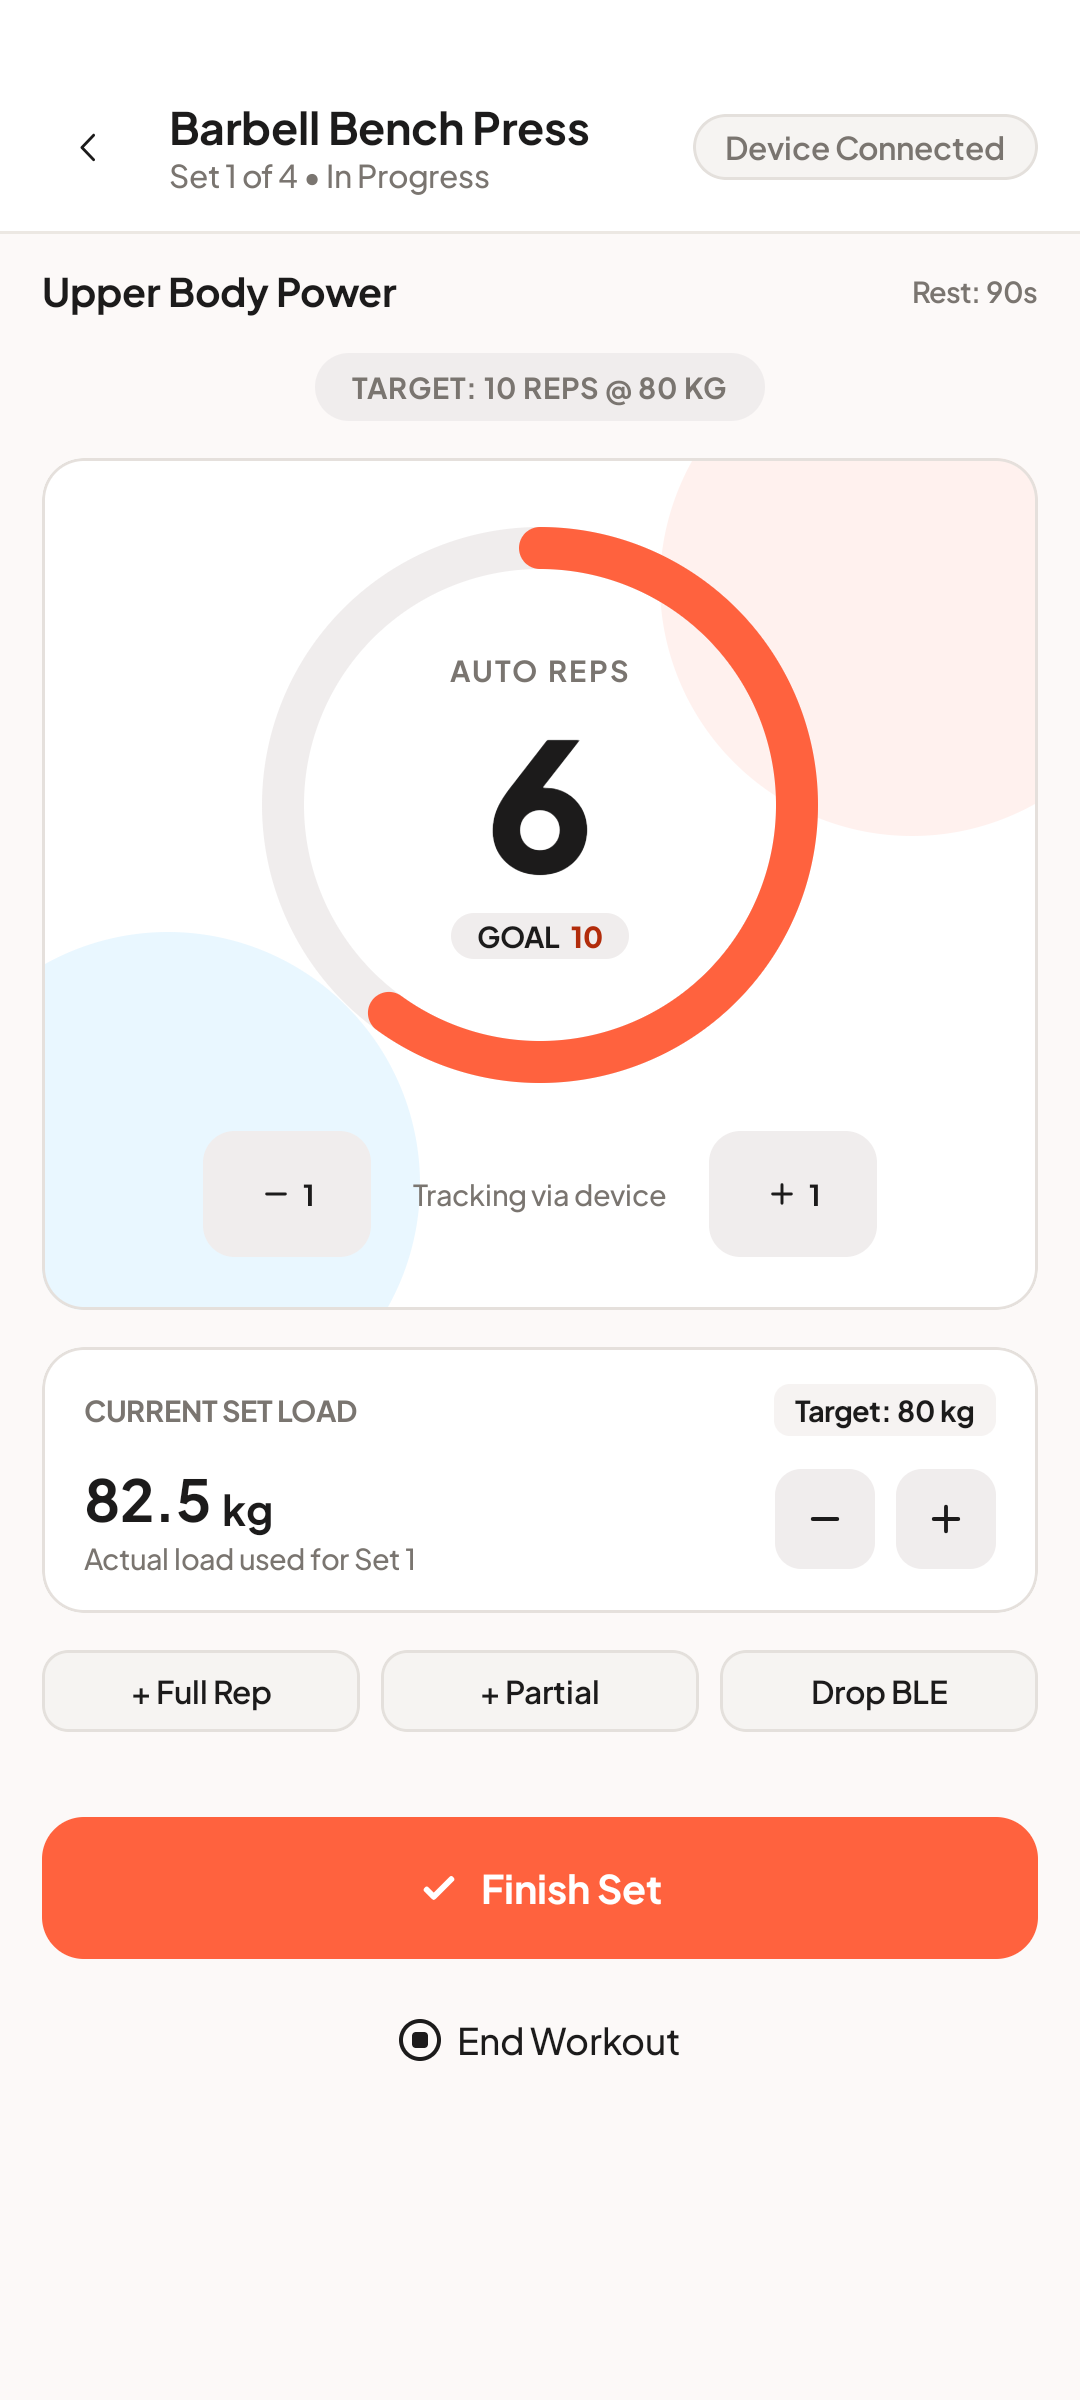 Barbell Bench Press
Set 1 of 4 • In Progress
Device Connected
Upper Body Power
Rest: 90s
TARGET: 10 REPS @ 80 KG
AUTO REPS
6
GOAL 10
− 1
Tracking via device
+ 1
CURRENT SET LOAD
Target: 80 kg
82.5 kg
Actual load used for Set 1
+ Full Rep
+ Partial
Drop BLE
Finish Set
End Workout